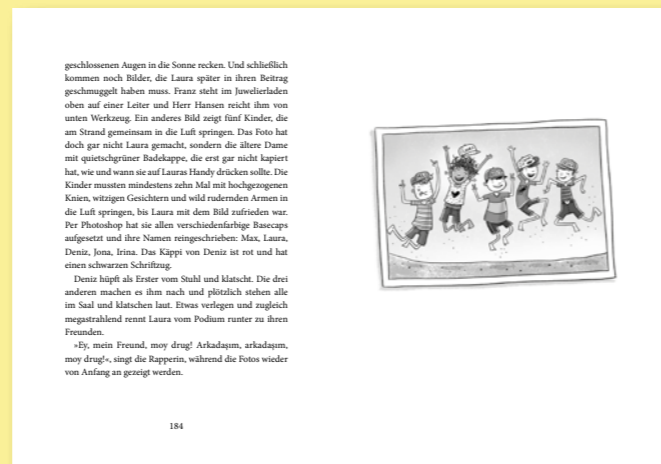 geschlossenen Augen in die Sonne recken. Und schließlich
kommen noch Bilder, die Laura später in ihren Beitrag
geschmuggelt haben muss. Franz steht im Juwelierladen
oben auf einer Leiter und Herr Hansen reicht ihm von
unten Werkzeug. Ein anderes Bild zeigt fünf Kinder, die
am Strand gemeinsam in die Luft springen. Das Foto hat
doch gar nicht Laura gemacht, sondern die ältere Dame
mit quietschgrüner Badekappe, die erst gar nicht kapiert
hat, wie und wann sie auf Lauras Handy drücken sollte. Die
Kinder mussten mindestens zehn Mal mit hochgezogenen
Knien, witzigen Gesichtern und wild rudernden Armen in
die Luft springen, bis Laura mit dem Bild zufrieden war.
Per Photoshop hat sie allen verschiedenfarbige Basecaps
aufgesetzt und ihre Namen reingeschrieben: Max, Laura,
Deniz, Jona, Irina. Das Käppi von Deniz ist rot und hat
einen schwarzen Schriftzug.
Deniz hüpft als Erster vom Stuhl und klatscht. Die drei
anderen machen es ihm nach und plötzlich stehen alle
im Saal und klatschen laut. Etwas verlegen und zugleich
megastrahlend rennt Laura vom Podium runter zu ihren
Freunden.
»Ey, mein Freund, moy drug! Arkadaşım, arkadaşım,
moy drug!«, singt die Rapperin, während die Fotos wieder
von Anfang an gezeigt werden.
184